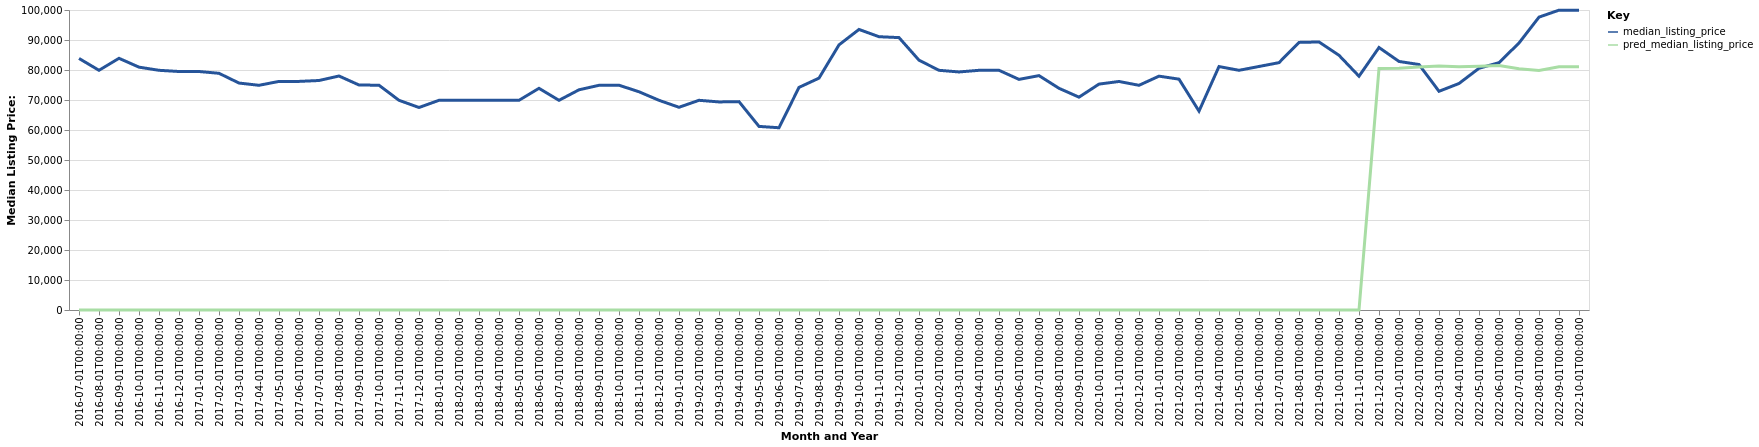 100,000
90,000
80,000
70,000
60,000
50,000
40,000
30,000
20,000
10,000
0
Median Listing Price:
2016-07-01T00:00:00
2016-08-01T00:00:00
2016-09-01T00:00:00
2016-10-01T00:00:00
2016-11-01T00:00:00
2016-12-01T00:00:00
2017-01-01T00:00:00
2017-02-01T00:00:00
2017-03-01T00:00:00
2017-04-01T00:00:00
2017-05-01T00:00:00
2017-06-01T00:00:00
2017-07-01T00:00:00
2017-08-01T00:00:00
2017-09-01T00:00:00
2017-10-01T00:00:00
2017-11-01T00:00:00
2017-12-01T00:00:00
2018-01-01T00:00:00
2018-02-01T00:00:00
2018-03-01T00:00:00
2018-04-01T00:00:00
2018-05-01T00:00:00
2018-06-01T00:00:00
2018-07-01T00:00:00
2018-08-01T00:00:00
2018-09-01T00:00:00
2018-10-01T00:00:00
2018-11-01T00:00:00
2018-12-01T00:00:00
2019-01-01T00:00:00
2019-02-01T00:00:00
2019-03-01T00:00:00
2019-04-01T00:00:00
2019-05-01T00:00:00
2019-06-01T00:00:00
2019-07-01T00:00:00
2019-08-01T00:00:00
2019-09-01T00:00:00
2019-10-01T00:00:00
2019-11-01T00:00:00
2019-12-01T00:00:00
2020-01-01T00:00:00
2020-02-01T00:00:00
2020-03-01T00:00:00
2020-04-01T00:00:00
2020-05-01T00:00:00
2020-06-01T00:00:00
2020-07-01T00:00:00
2020-08-01T00:00:00
2020-09-01T00:00:00
2020-10-01T00:00:00
2020-11-01T00:00:00
2020-12-01T00:00:00
2021-01-01T00:00:00
2021-02-01T00:00:00
2021-03-01T00:00:00
2021-04-01T00:00:00
2021-05-01T00:00:00
2021-06-01T00:00:00
2021-07-01T00:00:00
2021-08-01T00:00:00
2021-09-01T00:00:00
2021-10-01T00:00:00
2021-11-01T00:00:00
2021-12-01T00:00:00
2022-01-01T00:00:00
2022-02-01T00:00:00
2022-03-01T00:00:00
2022-04-01T00:00:00
2022-05-01T00:00:00
2022-06-01T00:00:00
2022-07-01T00:00:00
2022-08-01T00:00:00
2022-09-01T00:00:00
2022-10-01T00:00:00
Month and Year
Key
median_listing_price
pred_median_listing_price